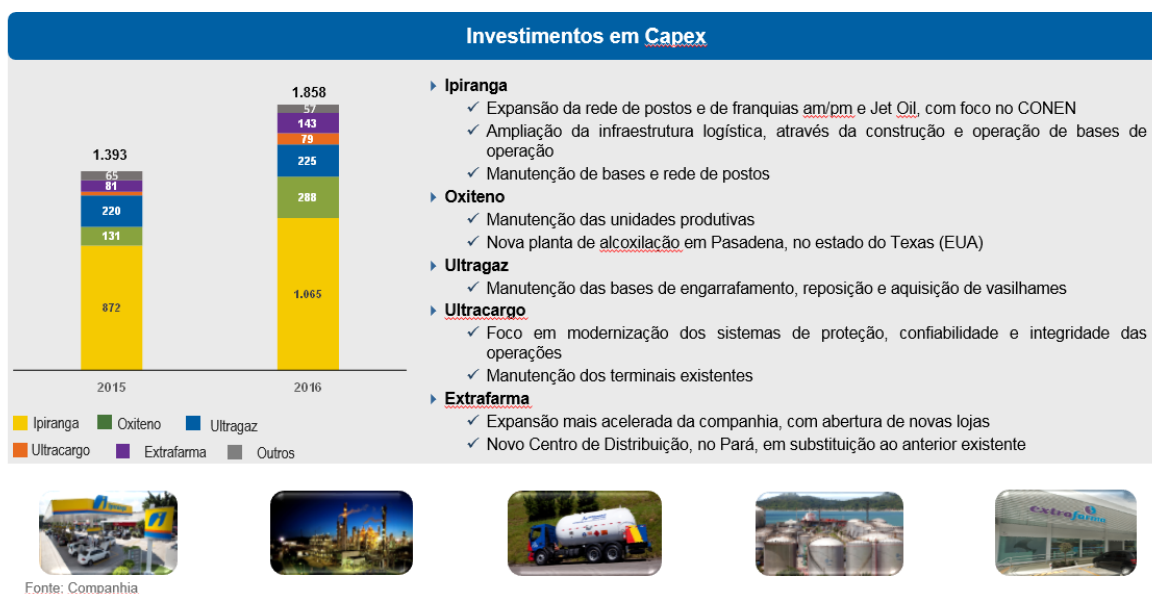 Investimentos em Capex
1.393
65
81
220
131
872
2015
1.858
57
143
79
225
288
1.065
2016
Ipiranga
Oxiteno
Ultragaz
Ultracargo
Extrafarma
Outros
Ipiranga
Expansão da rede de postos e de franquias am/pm e Jet Oil, com foco no CONEN
Ampliação da infraestrutura logística, através da construção e operação de bases de
operação
Manutenção de bases e rede de postos
Oxiteno
Manutenção das unidades produtivas
Nova planta de alcoxilação em Pasadena, no estado do Texas (EUA)
Ultragaz
Manutenção das bases de engarrafamento, reposição e aquisição de vasilhames
Ultracargo
Foco em modernização dos sistemas de proteção, confiabilidade e integridade das
operações
Manutenção dos terminais existentes
Extrafarma
Expansão mais acelerada da companhia, com abertura de novas lojas
Novo Centro de Distribuição, no Pará, em substituição ao anterior existente
extrafarma
Fonte: Companhia